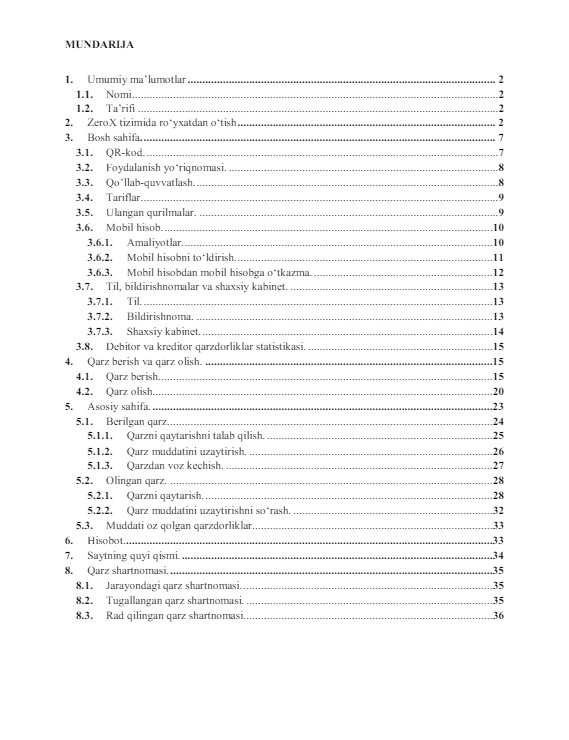 MUNDARIJA
1. Umumiy ma’lumotlar 2
1.1. Nomi 2
1.2. Ta’rifi 2
2. ZeroX tizimida ro‘yxatdan o‘tish 2
3. Bosh sahifa. 7
3.1. QR-kod. 7
3.2. Foydalanish yo‘riqnomasi. 8
3.3. Qo’llab-quvvatlash. 8
3.4. Tariflar 9
3.5. Ulangan qurilmalar. 9
3.6. Mobil hisob. 10
3.6.1. Amaliyotlar. 10
3.6.2. Mobil hisobni to‘ldirish. 11
3.6.3. Mobil hisobdan mobil hisobga o‘tkazma. 12
3.7. Til, bildirishnomalar va shaxsiy kabinet. 13
3.7.1. Til. 13
3.7.2. Bildirishnoma. 13
3.7.3. Shaxsiy kabinet. 14
3.8. Debitor va kreditor qarzdorliklar statistikasi. 15
4. Qarz berish va qarz olish. 15
4.1. Qarz berish. 15
4.2. Qarz olish. 20
5. Asosiy sahifa. 23
5.1. Berilgan qarz. 24
5.1.1. Qarzni qaytarishni talab qilish. 25
5.1.2. Qarz muddatini uzaytirish. 26
5.1.3. Qarzdan voz kechish. 27
5.2. Olingan qarz. 28
5.2.1. Qarzni qaytarish. 28
5.2.2. Qarz muddatini uzaytirishni so‘rash. 32
5.3. Muddati oz qolgan qarzdorliklar 33
6. Hisobot. 33
7. Saytning quyi qismi. 34
8. Qarz shartnomasi. 35
8.1. Jarayondagi qarz shartnomasi. 35
8.2. Tugallangan qarz shartnomasi. 35
8.3. Rad qilingan qarz shartnomasi. 36